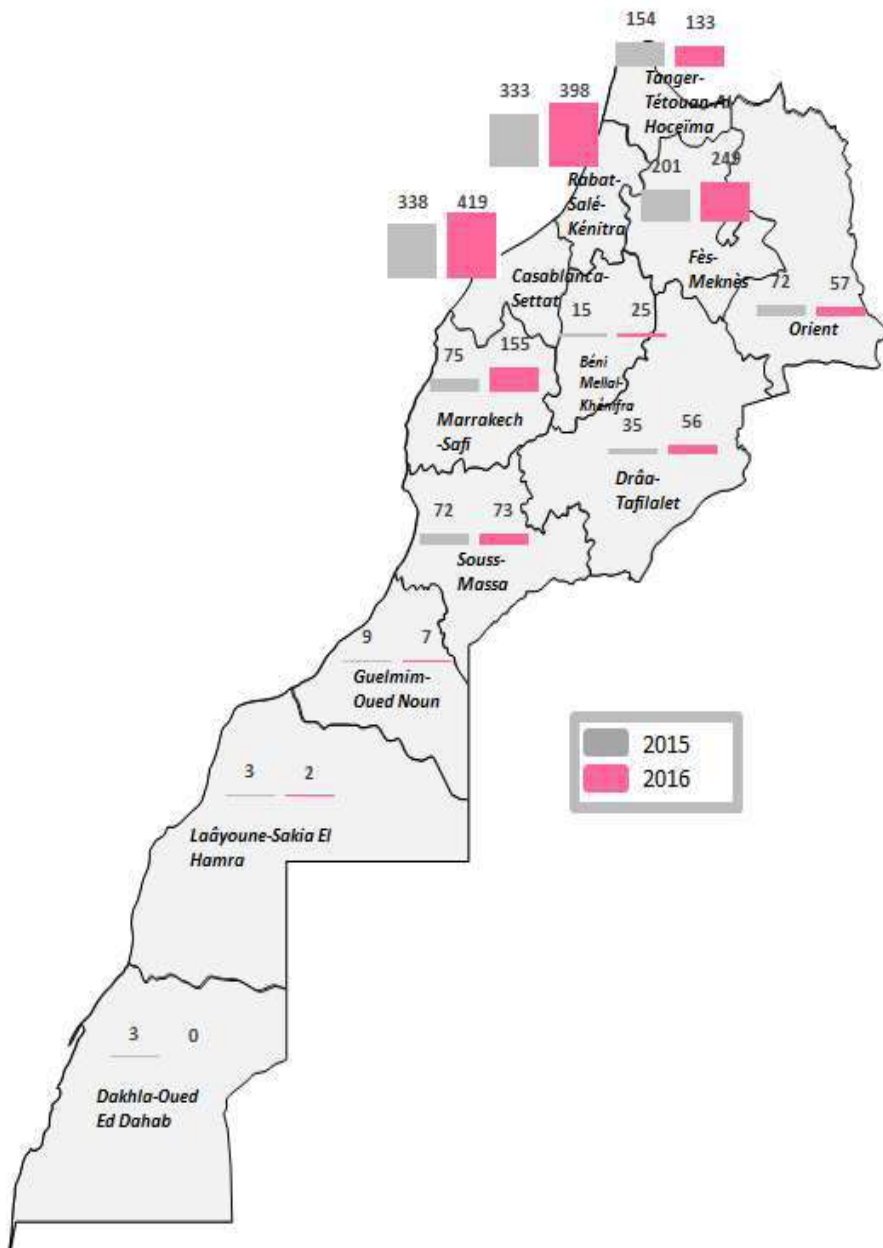 154 133
Tanger-
Tétouan-Al
Hoceïma
333 398
Rabat-
Salé-
Kénitra
201 249
Fès-
Meknès
338 419
Casablanca-
Settat
72 57
Orient
15 25
Béni
Mellal-
Khénifra
75 155
Marrakech
-Safi
35 56
Drâa-
Tafilalet
72 73
Souss-
Massa
9 7
Guelmim-
Oued Noun
2015
2016
3 2
Laâyoune-Sakia El
Hamra
3 0
Dakhla-Oued
Ed Dahab